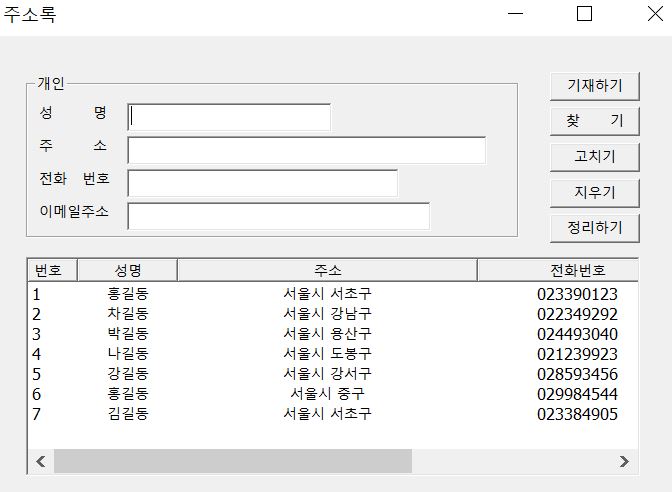 주소록
개인
성 명
주 소
전화 번호
이메일주소
기재하기
찾 기
고치기
지우기
정리하기
번호 성명 주소 전화번호
1 홍길동 서울시 서초구 023390123
2 차길동 서울시 강남구 022349292
3 박길동 서울시 용산구 024493040
4 나길동 서울시 도봉구 021239923
5 강길동 서울시 강서구 028593456
6 홍길동 서울시 중구 029984544
7 김길동 서울시 서초구 023384905